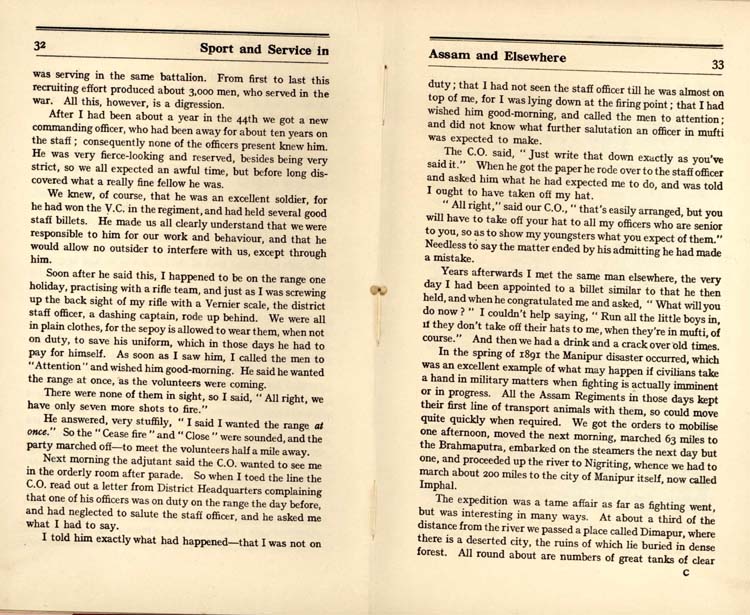 32
Sport and Service in
was serving in the same battalion. From first to last this
recruiting effort produced about 3,000 men, who served in the
war. All this, however, is a digression.
After I had been about a year in the 44th we got a new
commanding officer, who had been away for about ten years on
the staff; consequently none of the officers present knew him.
He was very fierce-looking and reserved, besides being very
strict, so we all expected an awful time, but before long dis-
covered what a really fine fellow he was.
We knew, of course, that he was an excellent soldier, for
he had won the V.C. in the regiment, and had held several good
staff billets. He made us all clearly understand that we were
responsible to him for our work and behaviour, and that he
would allow no outsider to interfere with us, except through
him.
Soon after he said this, I happened to be on the range one
holiday, practising with a rifle team, and just as I was screwing
up the back sight of my rifle with a Vernier scale, the district
staff officer, a dashing captain, rode up behind. We were all
in plain clothes, for the sepoy is allowed to wear them, when not
on duty, to save his uniform, which in those days he had to
pay for himself. As soon as I saw him, I called the men to
"Attention" and wished him good-morning. He said he wanted
the range at once, as the volunteers were coming.
There were none of them in sight, so I said, "All right, we
have only seven more shots to fire."
He answered, very stuffily, "I said I wanted the range at
once." So the "Cease fire" and "Close" were sounded, and the
party marched off—to meet the volunteers half a mile away.
Next morning the adjutant said the C.O. wanted to see me
in the orderly room after parade. So when I toed the line the
C.O. read out a letter from District Headquarters complaining
that one of his officers was on duty on the range the day before,
and had neglected to salute the staff officer, and he asked me
what I had to say.
I told him exactly what had happened—that I was not on
Assam and Elsewhere
33
duty; that I had not seen the staff officer till he was almost on
top of me, for I was lying down at the firing point; that I had
wished him good-morning, and called the men to attention;
and did not know what further salutation an officer in mufti
was expected to make.
The C.O. said, "Just write that down exactly as you've
said it." When he got the paper he rode over to the staff officer
and asked him what he had expected me to do, and was told
I ought to have taken off my hat.
"All right," said our C.O., "that's easily arranged, but you
will have to take off your hat to all my officers who are senior
to you, so as to show my youngsters what you expect of them."
Needless to say the matter ended by his admitting he had made
a mistake.
Years afterwards I met the same man elsewhere, the very
day I had been appointed to a billet similar to that he then
held, and when he congratulated me and asked, "What will you
do now?" I couldn't help saying, "Run all the little boys in,
if they don't take off their hats to me, when they're in mufti, of
course." And then we had a drink and a crack over old times.
In the spring of 1891 the Manipur disaster occurred, which
was an excellent example of what may happen if civilians take
a hand in military matters when fighting is actually imminent
or in progress. All the Assam Regiments in those days kept
their first line of transport animals with them, so could move
quite quickly when required. We got the orders to mobilise
one afternoon, moved the next morning, marched 63 miles to
the Brahmaputra, embarked on the steamers the next day but
one, and proceeded up the river to Nigriting, whence we had to
march about 200 miles to the city of Manipur itself, now called
Imphal.
The expedition was a tame affair as far as fighting went,
but was interesting in many ways. At about a third of the
distance from the river we passed a place called Dimapur, where
there is a deserted city, the ruins of which lie buried in dense
forest. All round about are numbers of great tanks of clear
C